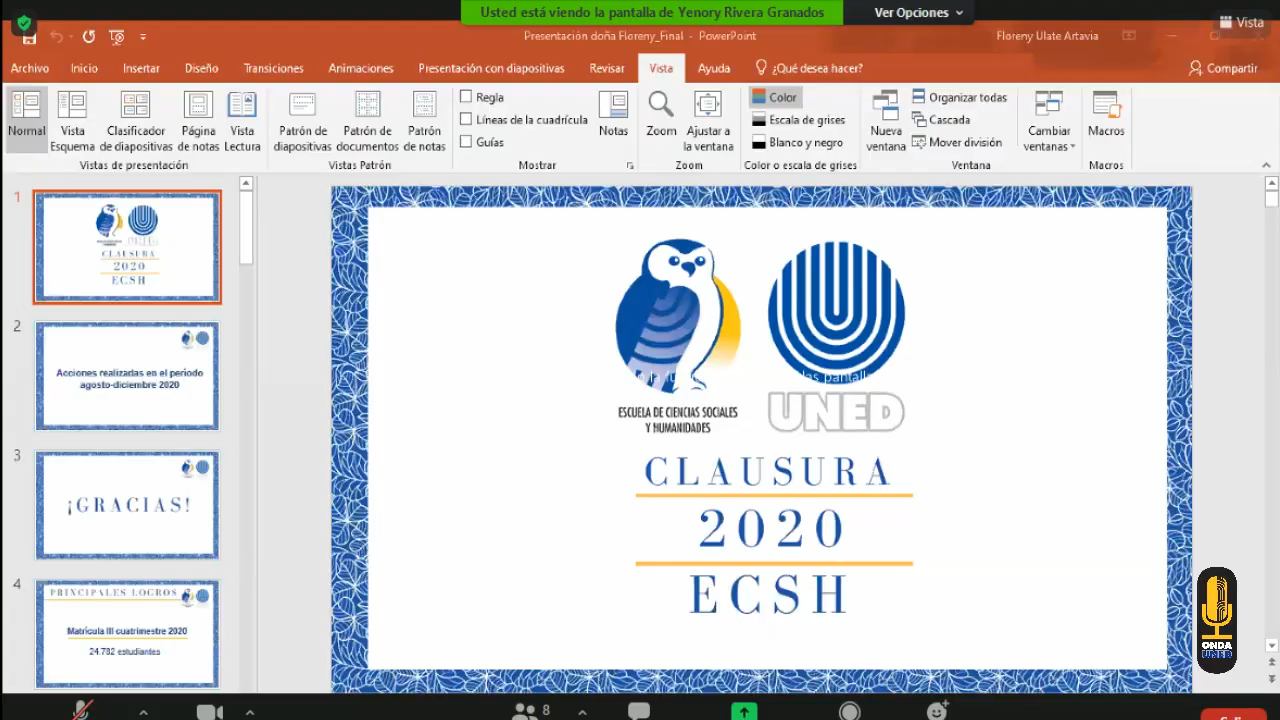 Usted está viendo la pantalla de Yenory Rivera Granados
Ver Opciones
Vista
Presentación doña Floreny_Final - PowerPoint
Floreny Ulate Artavia
Archivo Inicio Insertar Diseño Transiciones Animaciones Presentación con diapositivas Revisar Vista Ayuda ¿Qué desea hacer? Compartir
Normal
Vista Esquema
Clasificador de diapositivas
Página de notas
Vista Lectura
Vistas de presentación
Patrón de diapositivas
Patrón de documentos
Patrón de notas
Vistas Patrón
Regla
Líneas de la cuadrícula
Guías
Mostrar
Notas
Zoom
Ajustar a la ventana
Zoom
Color
Escala de grises
Blanco y negro
Color o escala de grises
Nueva ventana
Organizar todas
Cascada
Mover división
Ventana
Cambiar ventanas
Macros
Macros
1
CLAUSURA
2020
ECSH
2
Acciones realizadas en el periodo
agosto-diciembre 2020
3
¡GRACIAS!
4
PRINCIPALES LOGROS
Matrícula III cuatrimestre 2020
24.782 estudiantes
pantalla
ESCUELA DE CIENCIAS SOCIALES
Y HUMANIDADES
UNED
CLAUSURA
2020
ECSH
ONDA
UNED
8